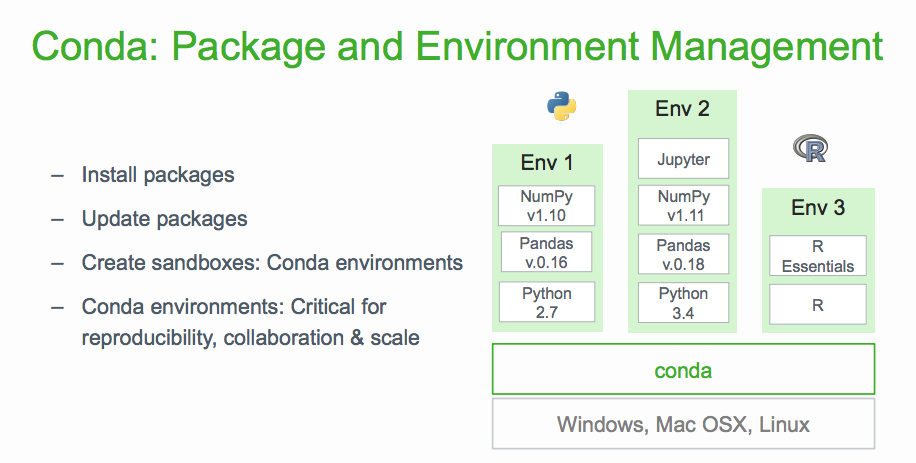 Conda: Package and Environment Management
– Install packages
– Update packages
– Create sandboxes: Conda environments
– Conda environments: Critical for
reproducibility, collaboration & scale
Env 1
NumPy
v1.10
Pandas
v.0.16
Python
2.7
Env 2
Jupyter
NumPy
v1.11
Pandas
v.0.18
Python
3.4
R
Env 3
R
Essentials
R
conda
Windows, Mac OSX, Linux